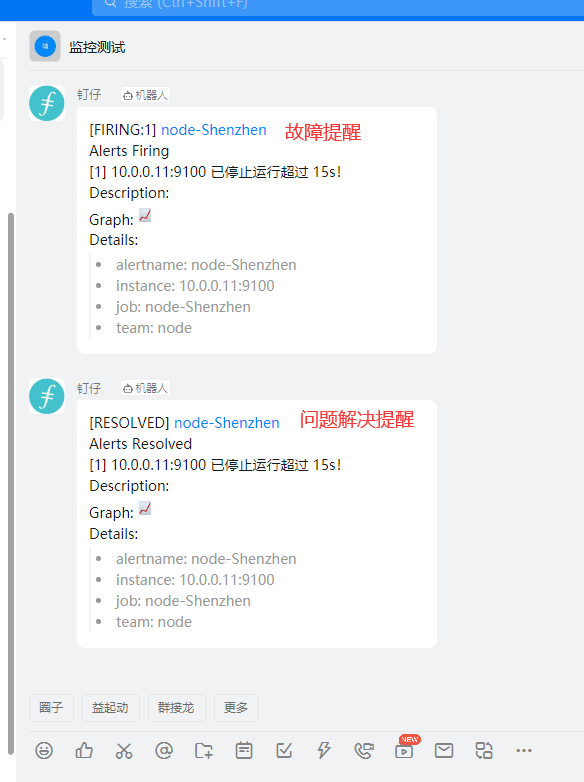 搜索 (Ctrl+Shift+F)
监控测试
钉仔 机器人
[FIRING:1] node-Shenzhen 故障提醒
Alerts Firing
[1] 10.0.0.11:9100 已停止运行超过 15s!
Description:
Graph:
Details:
• alertname: node-Shenzhen
• instance: 10.0.0.11:9100
• job: node-Shenzhen
• team: node
钉仔 机器人
[RESOLVED] node-Shenzhen 问题解决提醒
Alerts Resolved
[1] 10.0.0.11:9100 已停止运行超过 15s!
Description:
Graph:
Details:
• alertname: node-Shenzhen
• instance: 10.0.0.11:9100
• job: node-Shenzhen
• team: node
圈子 益起动 群接龙 更多
NEW